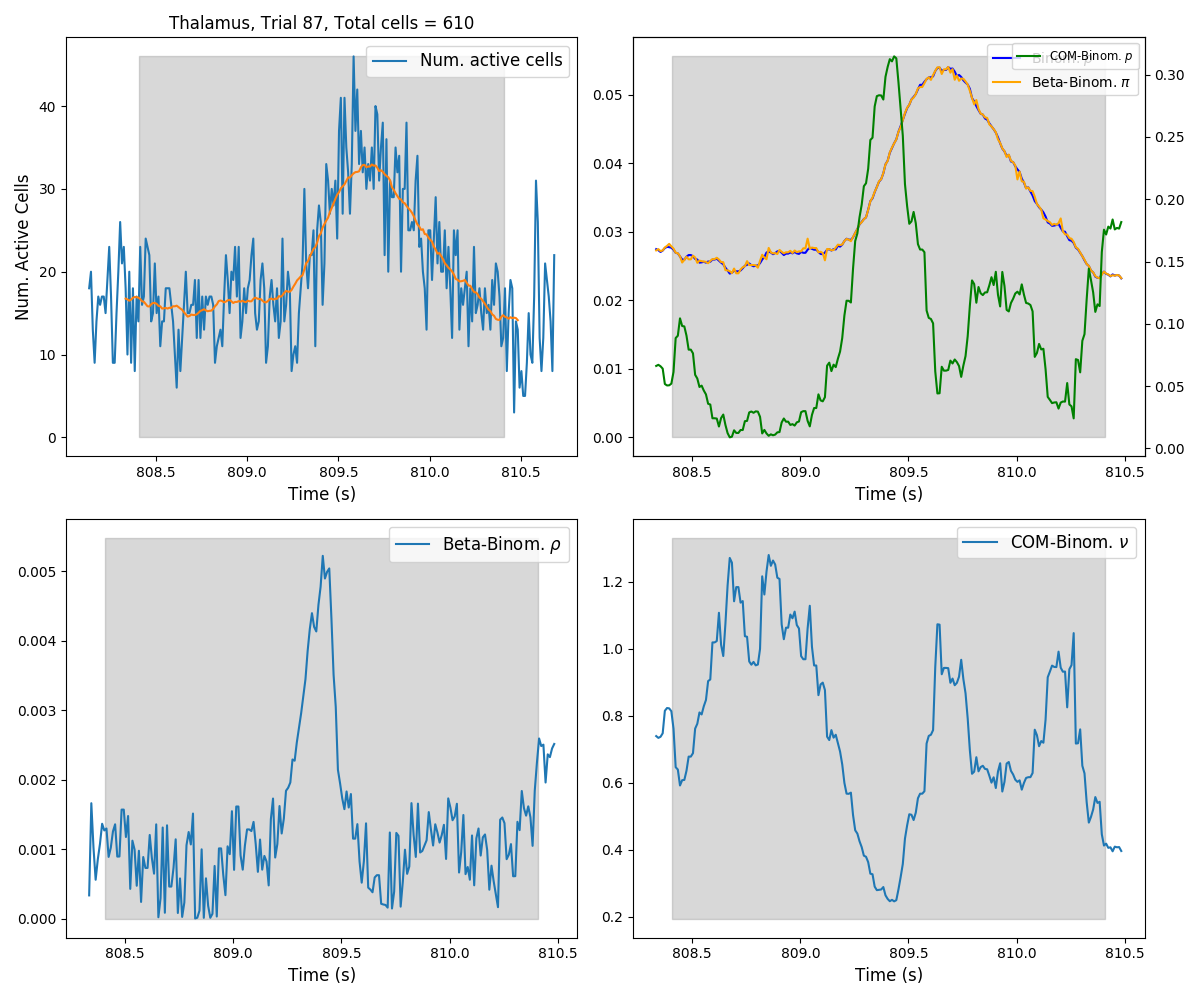 Thalamus, Trial 87, Total cells = 610
Num. active cells
40
30
20
10
0
Num. Active Cells
808.5 809.0 809.5 810.0 810.5
Time (s)
COM-Binom. p
Beta-Binom. π
0.05
0.04
0.03
0.02
0.01
0.00
0.30
0.25
0.20
0.15
0.10
0.05
0.00
808.5 809.0 809.5 810.0 810.5
Time (s)
Beta-Binom. ρ
0.005
0.004
0.003
0.002
0.001
0.000
808.5 809.0 809.5 810.0 810.5
Time (s)
COM-Binom. ν
1.2
1.0
0.8
0.6
0.4
0.2
808.5 809.0 809.5 810.0 810.5
Time (s)